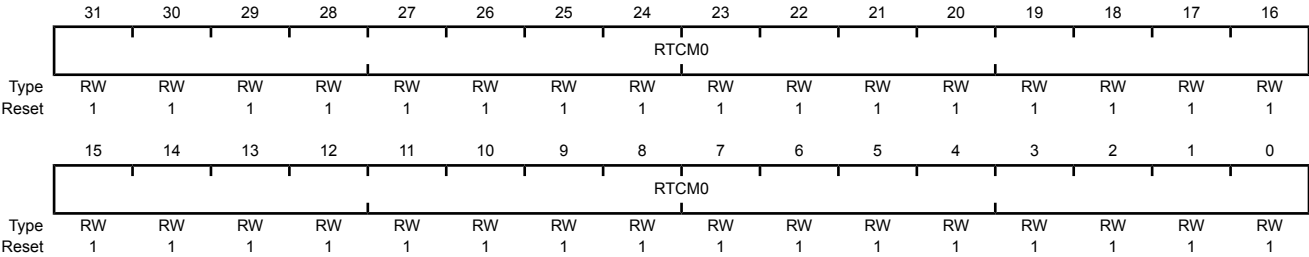 31 30 29 28 27 26 25 24 23 22 21 20 19 18 17 16
RTCM0
Type RW RW RW RW RW RW RW RW RW RW RW RW RW RW RW RW
Reset 1 1 1 1 1 1 1 1 1 1 1 1 1 1 1 1
15 14 13 12 11 10 9 8 7 6 5 4 3 2 1 0
RTCM0
Type RW RW RW RW RW RW RW RW RW RW RW RW RW RW RW RW
Reset 1 1 1 1 1 1 1 1 1 1 1 1 1 1 1 1